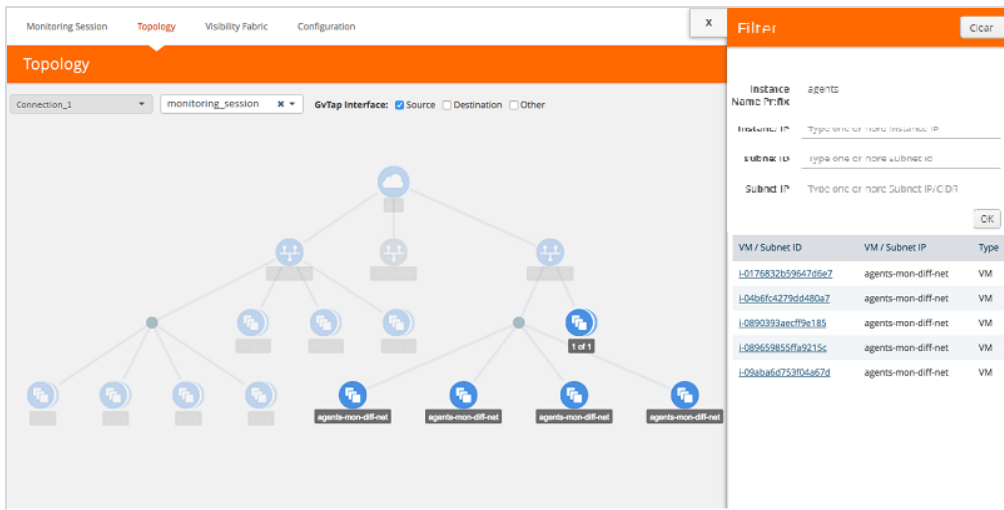 Monitoring Session Topology Visibility Fabric Configuration
x
Filter
Clear
Topology
Connection_1
monitoring_session
GvTap Interface: Source Destination Other
Instance Name Prefix agents
Instance IP Type one or more Instance IP
Subnet ID Type one or more Subnet Id
Subnet IP Type one or more Subnet IP/CIDR
OK
VM / Subnet ID VM / Subnet IP Type
i-0176832b59647d6e7 agents-mon-diff-net VM
i-04b6fc4279dd480a7 agents-mon-diff-net VM
i-0890393aecff9e185 agents-mon-diff-net VM
i-089659855ffa9215c agents-mon-diff-net VM
i-09aba6d753f04a67d agents-mon-diff-net VM
1 of 1
agents-mon-diff-net agents-mon-diff-net agents-mon-diff-net agents-mon-diff-net